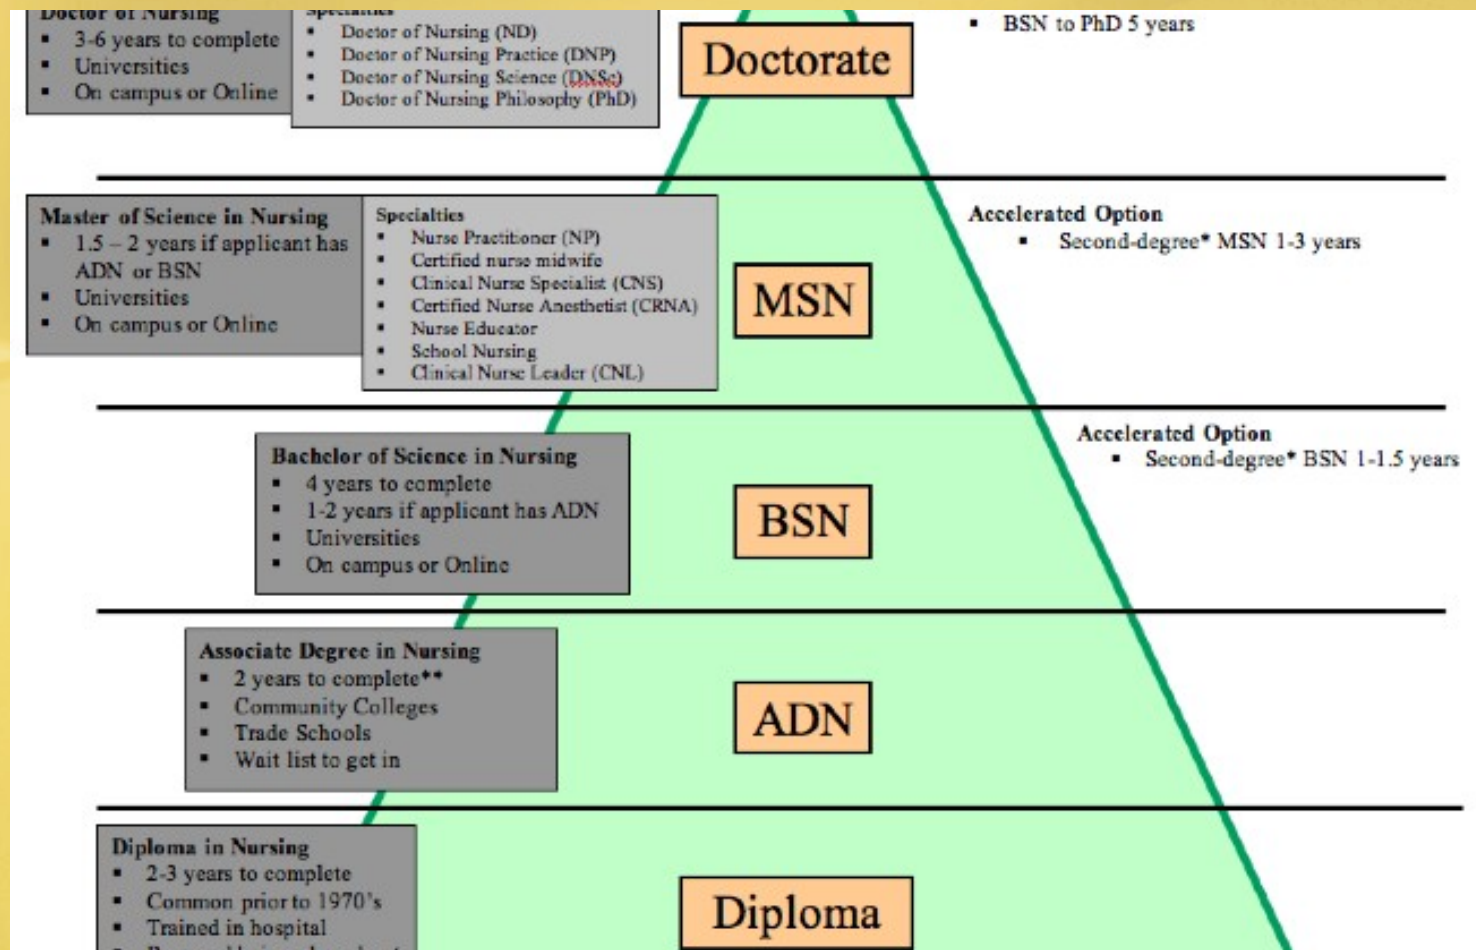 Doctor of Nursing
▪ 3-6 years to complete
▪ Universities
▪ On campus or Online
Specialties
▪ Doctor of Nursing (ND)
▪ Doctor of Nursing Practice (DNP)
▪ Doctor of Nursing Science (DNSc)
▪ Doctor of Nursing Philosophy (PhD)
Doctorate
▪ BSN to PhD 5 years
Master of Science in Nursing
▪ 1.5 – 2 years if applicant has
ADN or BSN
▪ Universities
▪ On campus or Online
Specialties
▪ Nurse Practitioner (NP)
▪ Certified nurse midwife
▪ Clinical Nurse Specialist (CNS)
▪ Certified Nurse Anesthetist (CRNA)
▪ Nurse Educator
▪ School Nursing
▪ Clinical Nurse Leader (CNL)
MSN
Accelerated Option
▪ Second-degree* MSN 1-3 years
Bachelor of Science in Nursing
▪ 4 years to complete
▪ 1-2 years if applicant has ADN
▪ Universities
▪ On campus or Online
BSN
Accelerated Option
▪ Second-degree* BSN 1-1.5 years
Associate Degree in Nursing
▪ 2 years to complete**
▪ Community Colleges
▪ Trade Schools
▪ Wait list to get in
ADN
Diploma in Nursing
▪ 2-3 years to complete
▪ Common prior to 1970's
▪ Trained in hospital
Diploma